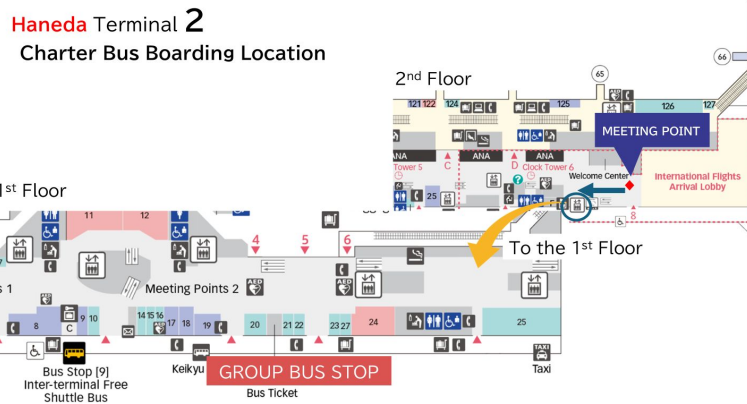 Haneda Terminal 2
Charter Bus Boarding Location
2nd Floor
65
66
121 122 124
125
126
127
MEETING POINT
ANA
ANA
ANA
Tower 5
C
D
Clock Tower 6
Welcome Center
International Flights
Arrival Lobby
25
?
8
To the 1st Floor
1st Floor
11
12
4
5
6
s 1
Meeting Points 2
8
C
9 10
14 15 16
17 18
19
20
21 22
23 27
24
25
Bus Stop [9]
Inter-terminal Free
Shuttle Bus
Keikyu
GROUP BUS STOP
Bus Ticket
TAXI
Taxi
AED
AED
AED